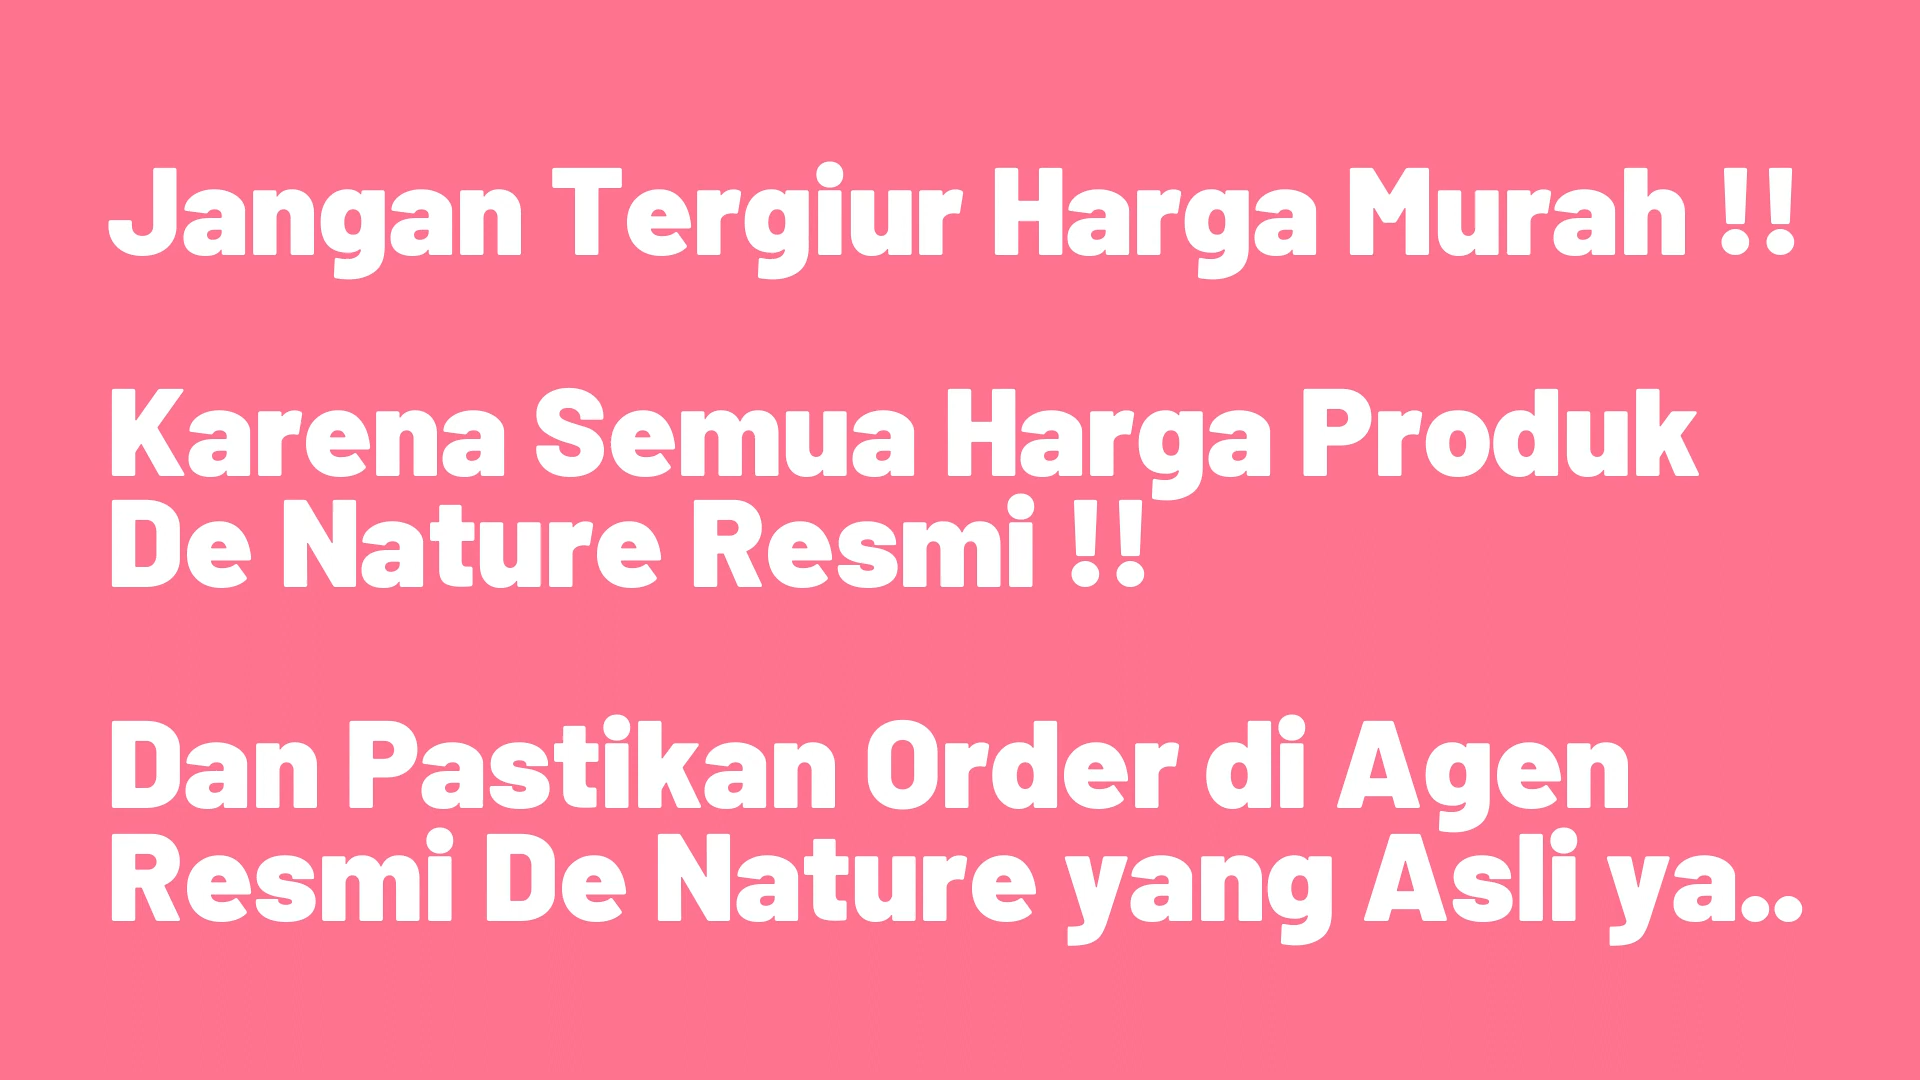 Jangan Tergiur Harga Murah !!
Karena Semua Harga Produk
De Nature Resmi !!
Dan Pastikan Order di Agen
Resmi De Nature yang Asli ya..